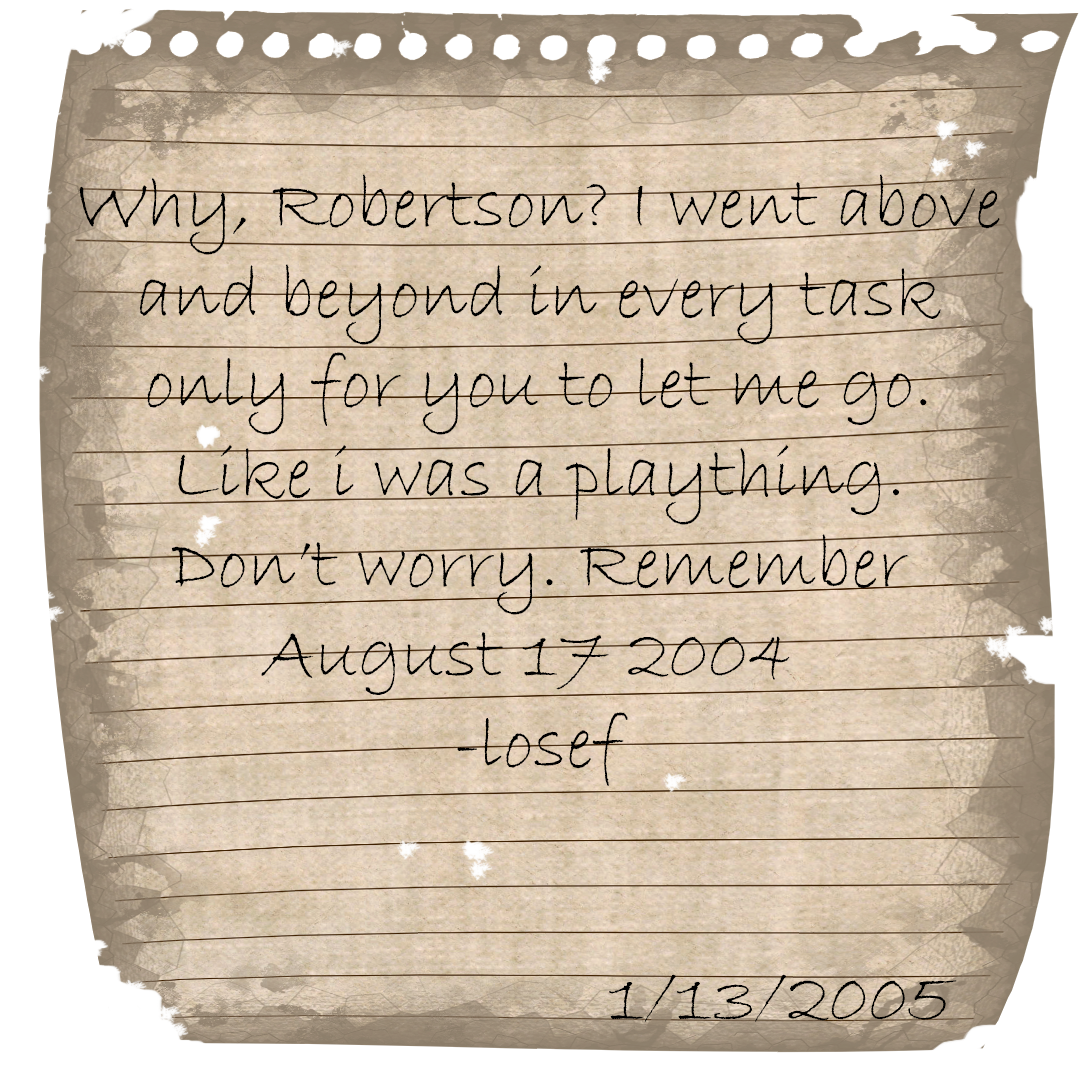 Why, Robertson? I went above
and beyond in every task
only for you to let me go.
Like i was a plaything.
Don't worry. Remember
August 17 2004
-losef
1/13/2005